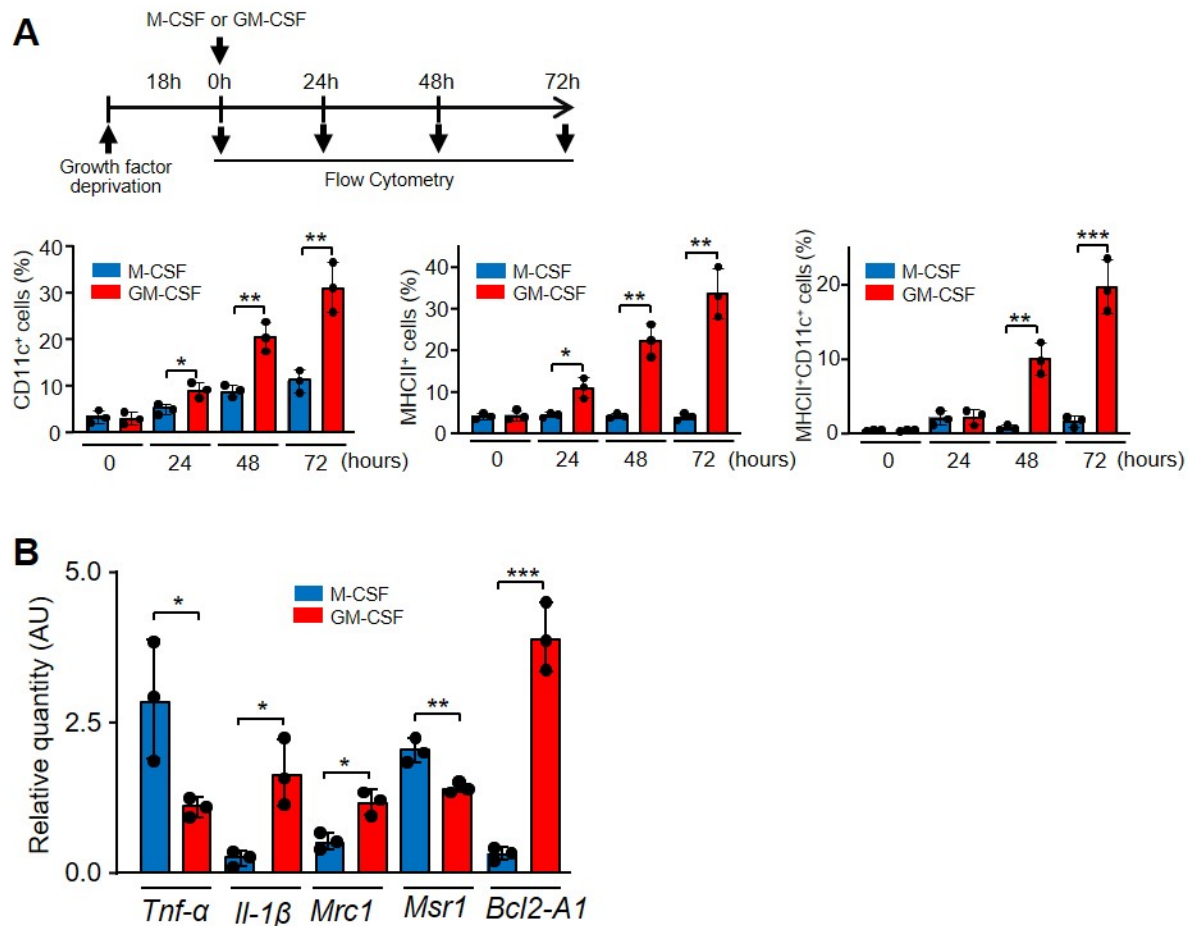 A
M-CSF or GM-CSF
18h 0h 24h 48h 72h
Growth factor
deprivation
Flow Cytometry
CD11c⁺ cells (%)
40
30
20
10
0
M-CSF
GM-CSF
*
**
**
0 24 48 72 (hours)
MHCII⁺ cells (%)
40
30
20
10
0
M-CSF
GM-CSF
*
**
**
0 24 48 72 (hours)
MHCII⁺CD11c⁺ cells (%)
20
10
0
M-CSF
GM-CSF
**
***
0 24 48 72 (hours)
B
Relative quantity (AU)
5.0
2.5
0.0
M-CSF
GM-CSF
*
*
*
**
***
Tnf-α Il-1β Mrc1 Msr1 Bcl2-A1